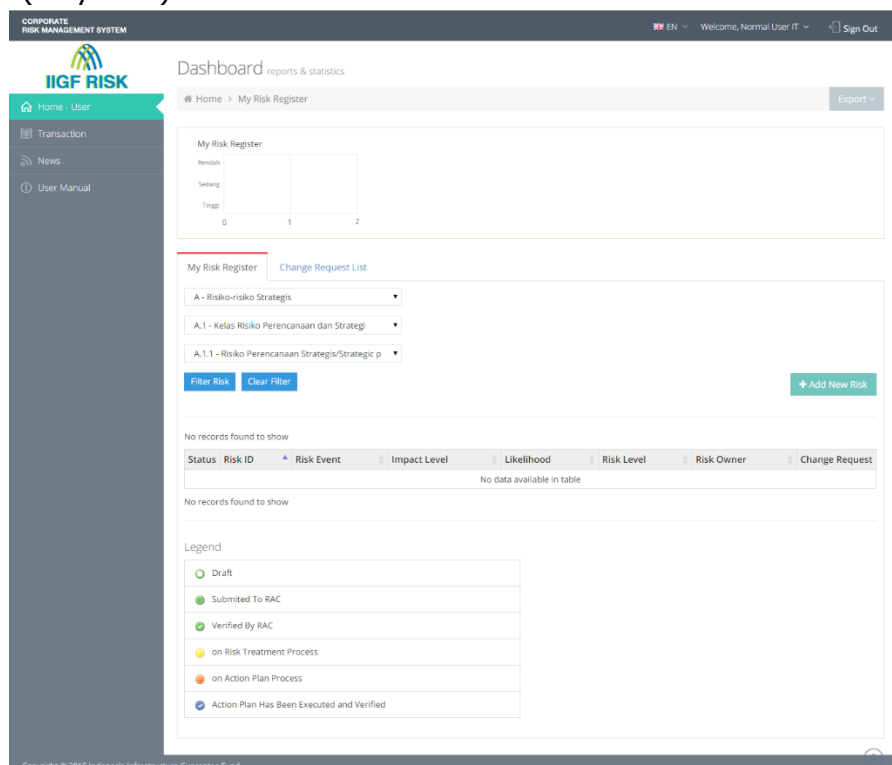 CORPORATE
RISK MANAGEMENT SYSTEM
EN
Welcome, Normal User IT
Sign Out
IIGF RISK
Home - User
Transaction
News
User Manual
Dashboard reports & statistics
Home > My Risk Register
Export
My Risk Register
Rendah
Sedang
Tinggi
0 1 2
My Risk Register
Change Request List
A - Risiko-risiko Strategis
A.1 - Kelas Risiko Perencanaan dan Strategi
A.1.1 - Risiko Perencanaan Strategis/Strategic p
Filter Risk
Clear Filter
+ Add New Risk
No records found to show
Status Risk ID Risk Event Impact Level Likelihood Risk Level Risk Owner Change Request
No data available in table
No records found to show
Legend
Draft
Submited To RAC
Verified By RAC
on Risk Treatment Process
on Action Plan Process
Action Plan Has Been Executed and Verified